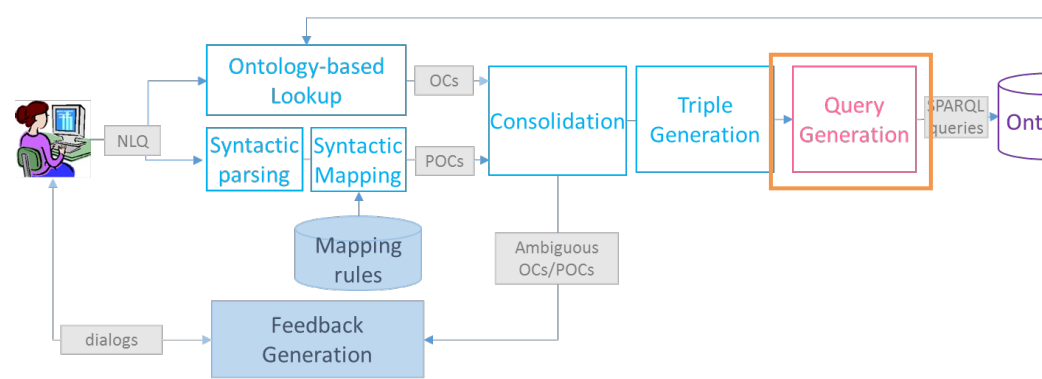 Ontology-based
Lookup
OCs
NLQ
Syntactic
parsing
Syntactic
Mapping
POCs
Consolidation
Triple
Generation
Query
Generation
SPARQL
queries
Ont
Mapping
rules
Ambiguous
OCs/POCs
Feedback
Generation
dialogs